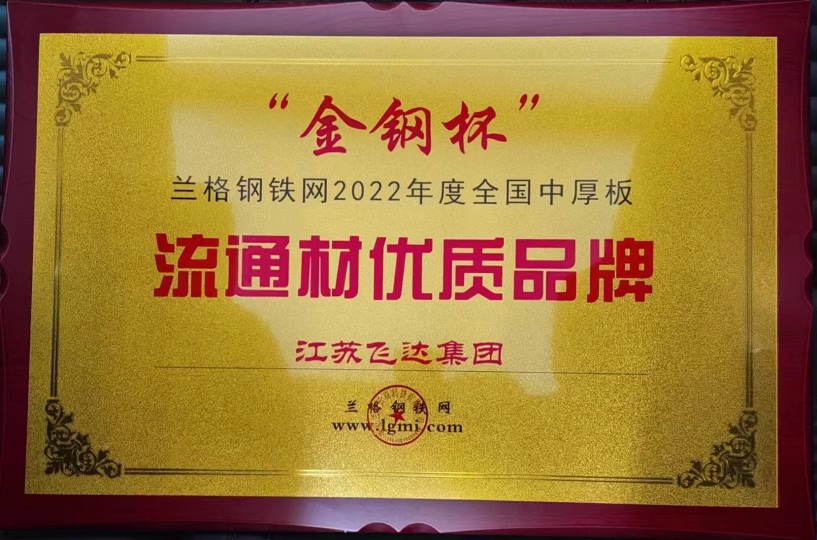 “金钢杯”
兰格钢铁网2022年度全国中厚板
流通材优质品牌
江苏飞达集团
兰格钢铁网
www.lgmi.com